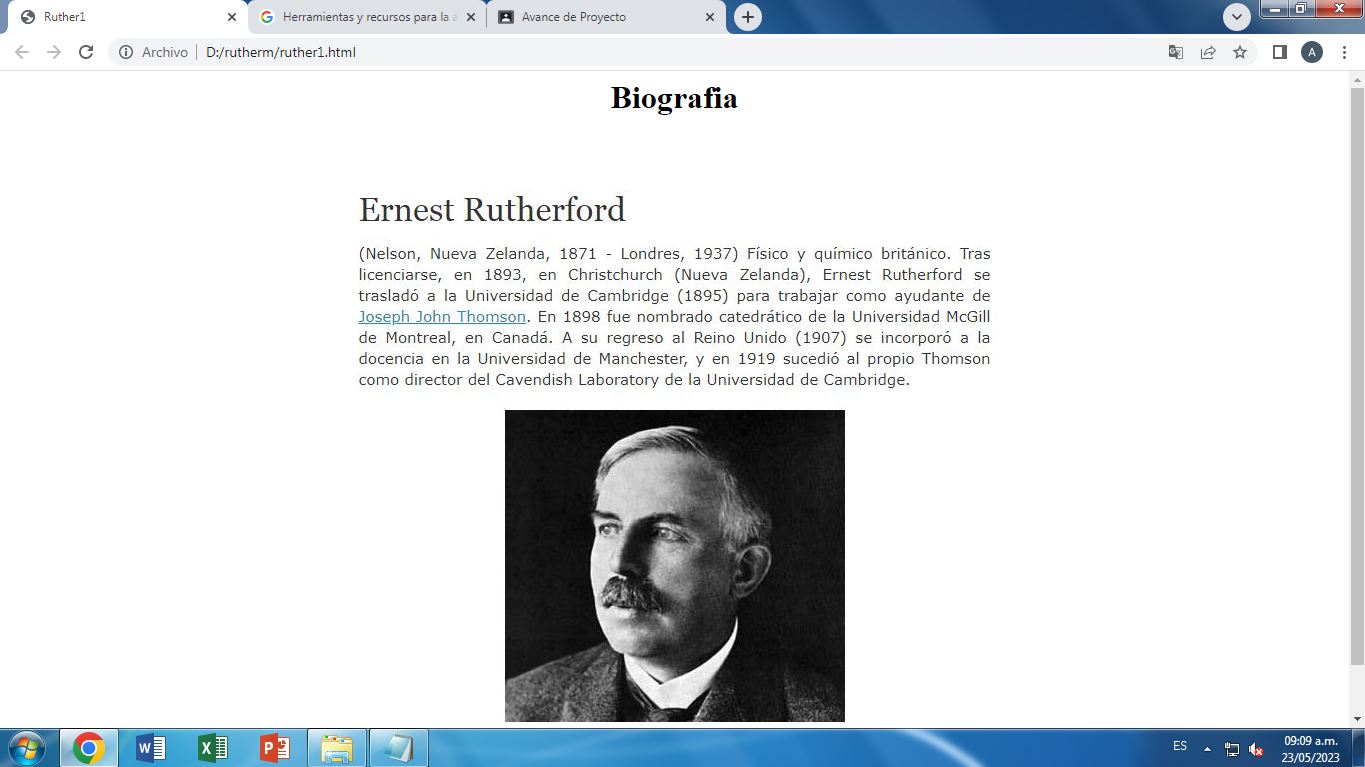 Ruther1
Herramientas y recursos para la a
Avance de Proyecto
Archivo
D:/rutherm/ruther1.html
A
Biografia
Ernest Rutherford
(Nelson, Nueva Zelanda, 1871 - Londres, 1937) Físico y químico británico. Tras
licenciarse, en 1893, en Christchurch (Nueva Zelanda), Ernest Rutherford se
trasladó a la Universidad de Cambridge (1895) para trabajar como ayudante de
Joseph John Thomson. En 1898 fue nombrado catedrático de la Universidad McGill
de Montreal, en Canadá. A su regreso al Reino Unido (1907) se incorporó a la
docencia en la Universidad de Manchester, y en 1919 sucedió al propio Thomson
como director del Cavendish Laboratory de la Universidad de Cambridge.
ES
09:09 a.m.
23/05/2023